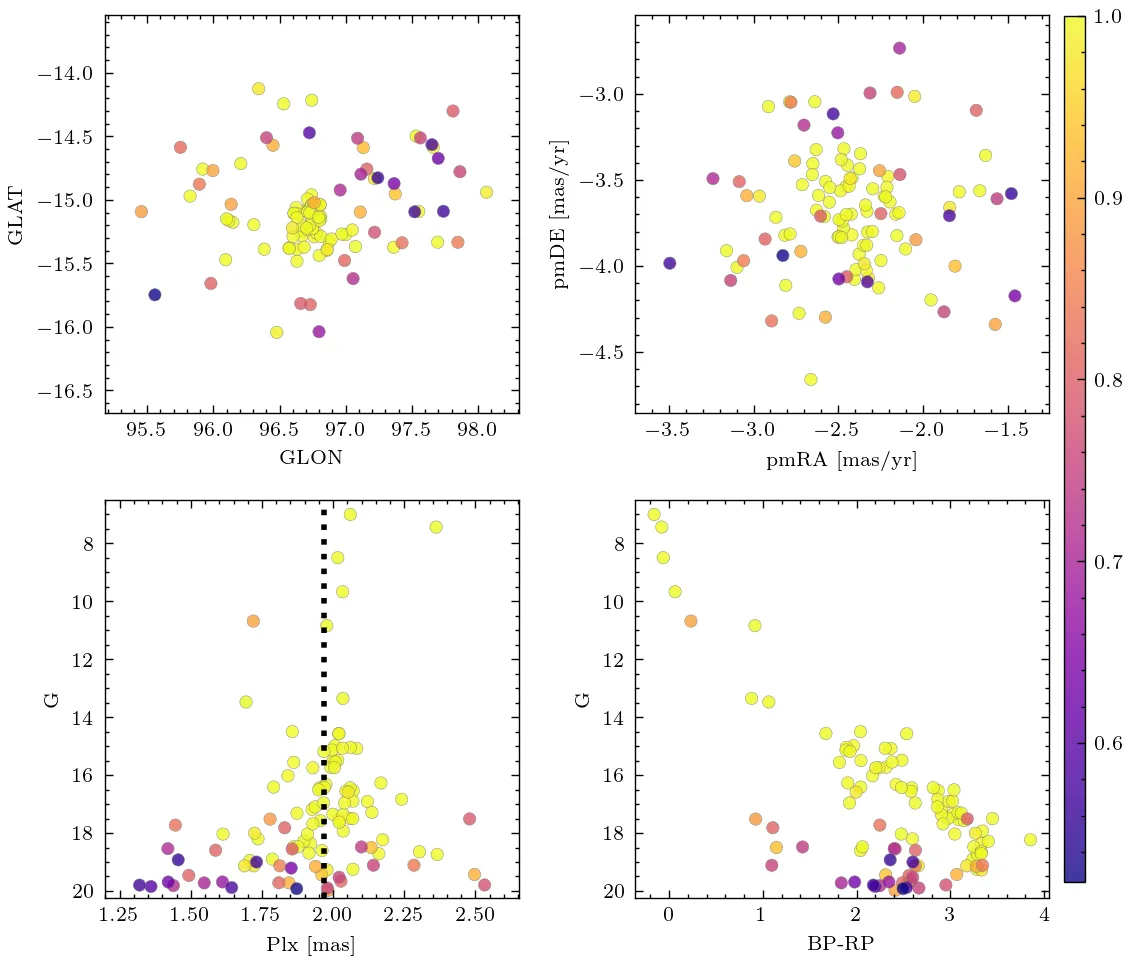 −14.0
−14.5
−15.0
−15.5
−16.0
−16.5
GLAT
95.5 96.0 96.5 97.0 97.5 98.0
GLON
−3.0
−3.5
−4.0
−4.5
pmDE [mas/yr]
−3.5 −3.0 −2.5 −2.0 −1.5
pmRA [mas/yr]
1.0
0.9
0.8
0.7
0.6
8
10
12
14
16
18
20
G
1.25 1.50 1.75 2.00 2.25 2.50
Plx [mas]
8
10
12
14
16
18
20
G
0 1 2 3 4
BP-RP